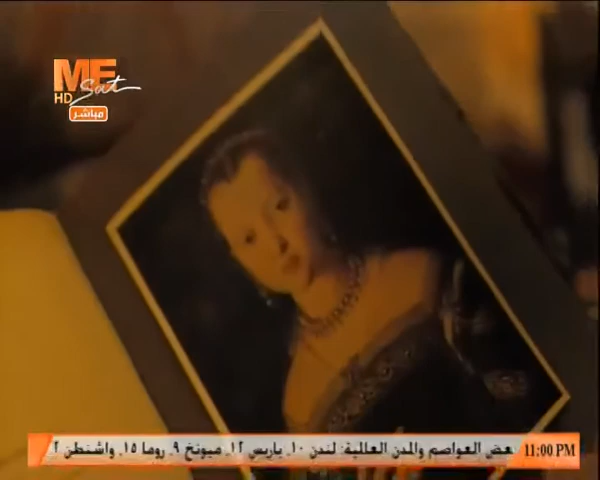 ME
Sat
HD
مباشر
بعض العواصم والمدن العالمية: لندن ١٠، باريس ١٢، ميونخ ٩، روما ١٥، واشنطن ٢
11:00 PM